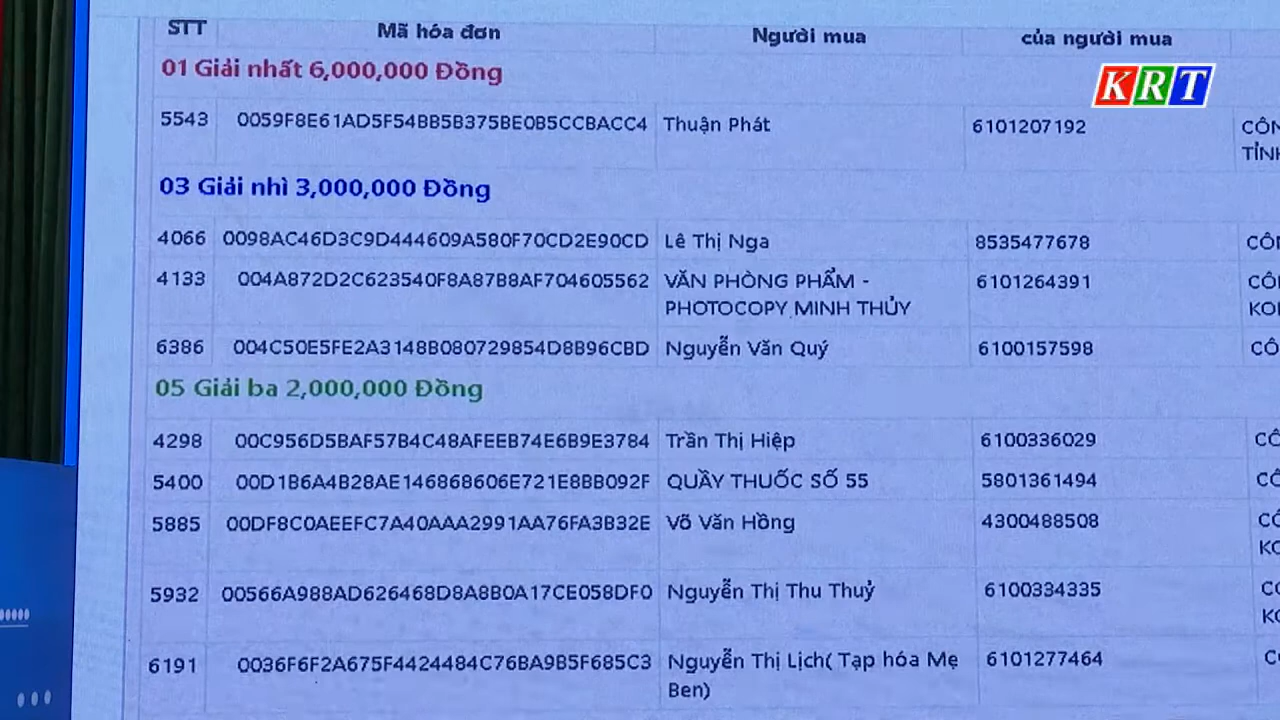 STT Mã hóa đơn Người mua của người mua
01 Giải nhất 6,000,000 Đồng
KRT
5543 0059F8E61AD5F54BB5B375BE0B5CCBACC4 Thuận Phát 6101207192 CÔN
TỈNH
03 Giải nhì 3,000,000 Đồng
4066 0098AC46D3C9D444609A580F70CD2E90CD Lê Thị Nga 8535477678
4133 004A872D2C623540F8A87B8AF704605562 VĂN PHÒNG PHẨM - 6101264391
PHOTOCOPY MINH THỦY
6386 004C50E5FE2A3148B080729854D8B96CBD Nguyễn Văn Quý 6100157598 CÔ
05 Giải ba 2,000,000 Đồng
4298 00C956D5BAF57B4C48AFEEB74E6B9E3784 Trần Thị Hiệp 6100336029
5400 00D1B6A4B28AE146868606E721E8BB092F QUẦY THUỐC SỐ 55 5801361494
5885 00DF8C0AEEFC7A40AAA2991AA76FA3B32E Võ Văn Hồng 4300488508
5932 00566A988AD626468D8A8B0A17CE058DF0 Nguyễn Thị Thu Thuỷ 6100334335
6191 0036F6F2A675F4424484C76BA9B5F685C3 Nguyễn Thị Lịch( Tạp hóa Mẹ 6101277464
Ben)